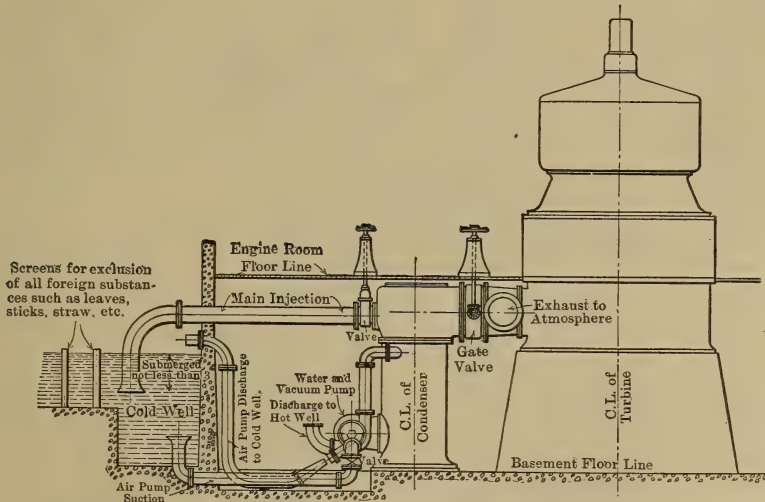 Engine Room
Floor Line
Screens for exclusion
of all foreign substan-
ces such as leaves,
sticks, straw, etc.
Main Injection
Valve
Exhaust to
Atmosphere
Gate
Valve
Submerged
not less than 3'
Cold Well
Air Pump Discharge
to Cold Well,
Water and
Vacuum Pump
Discharge to
Hot Well
Valve
C.L. of
Condenser
C.L. of
Turbine
Basement Floor Line
Air Pump
Suction